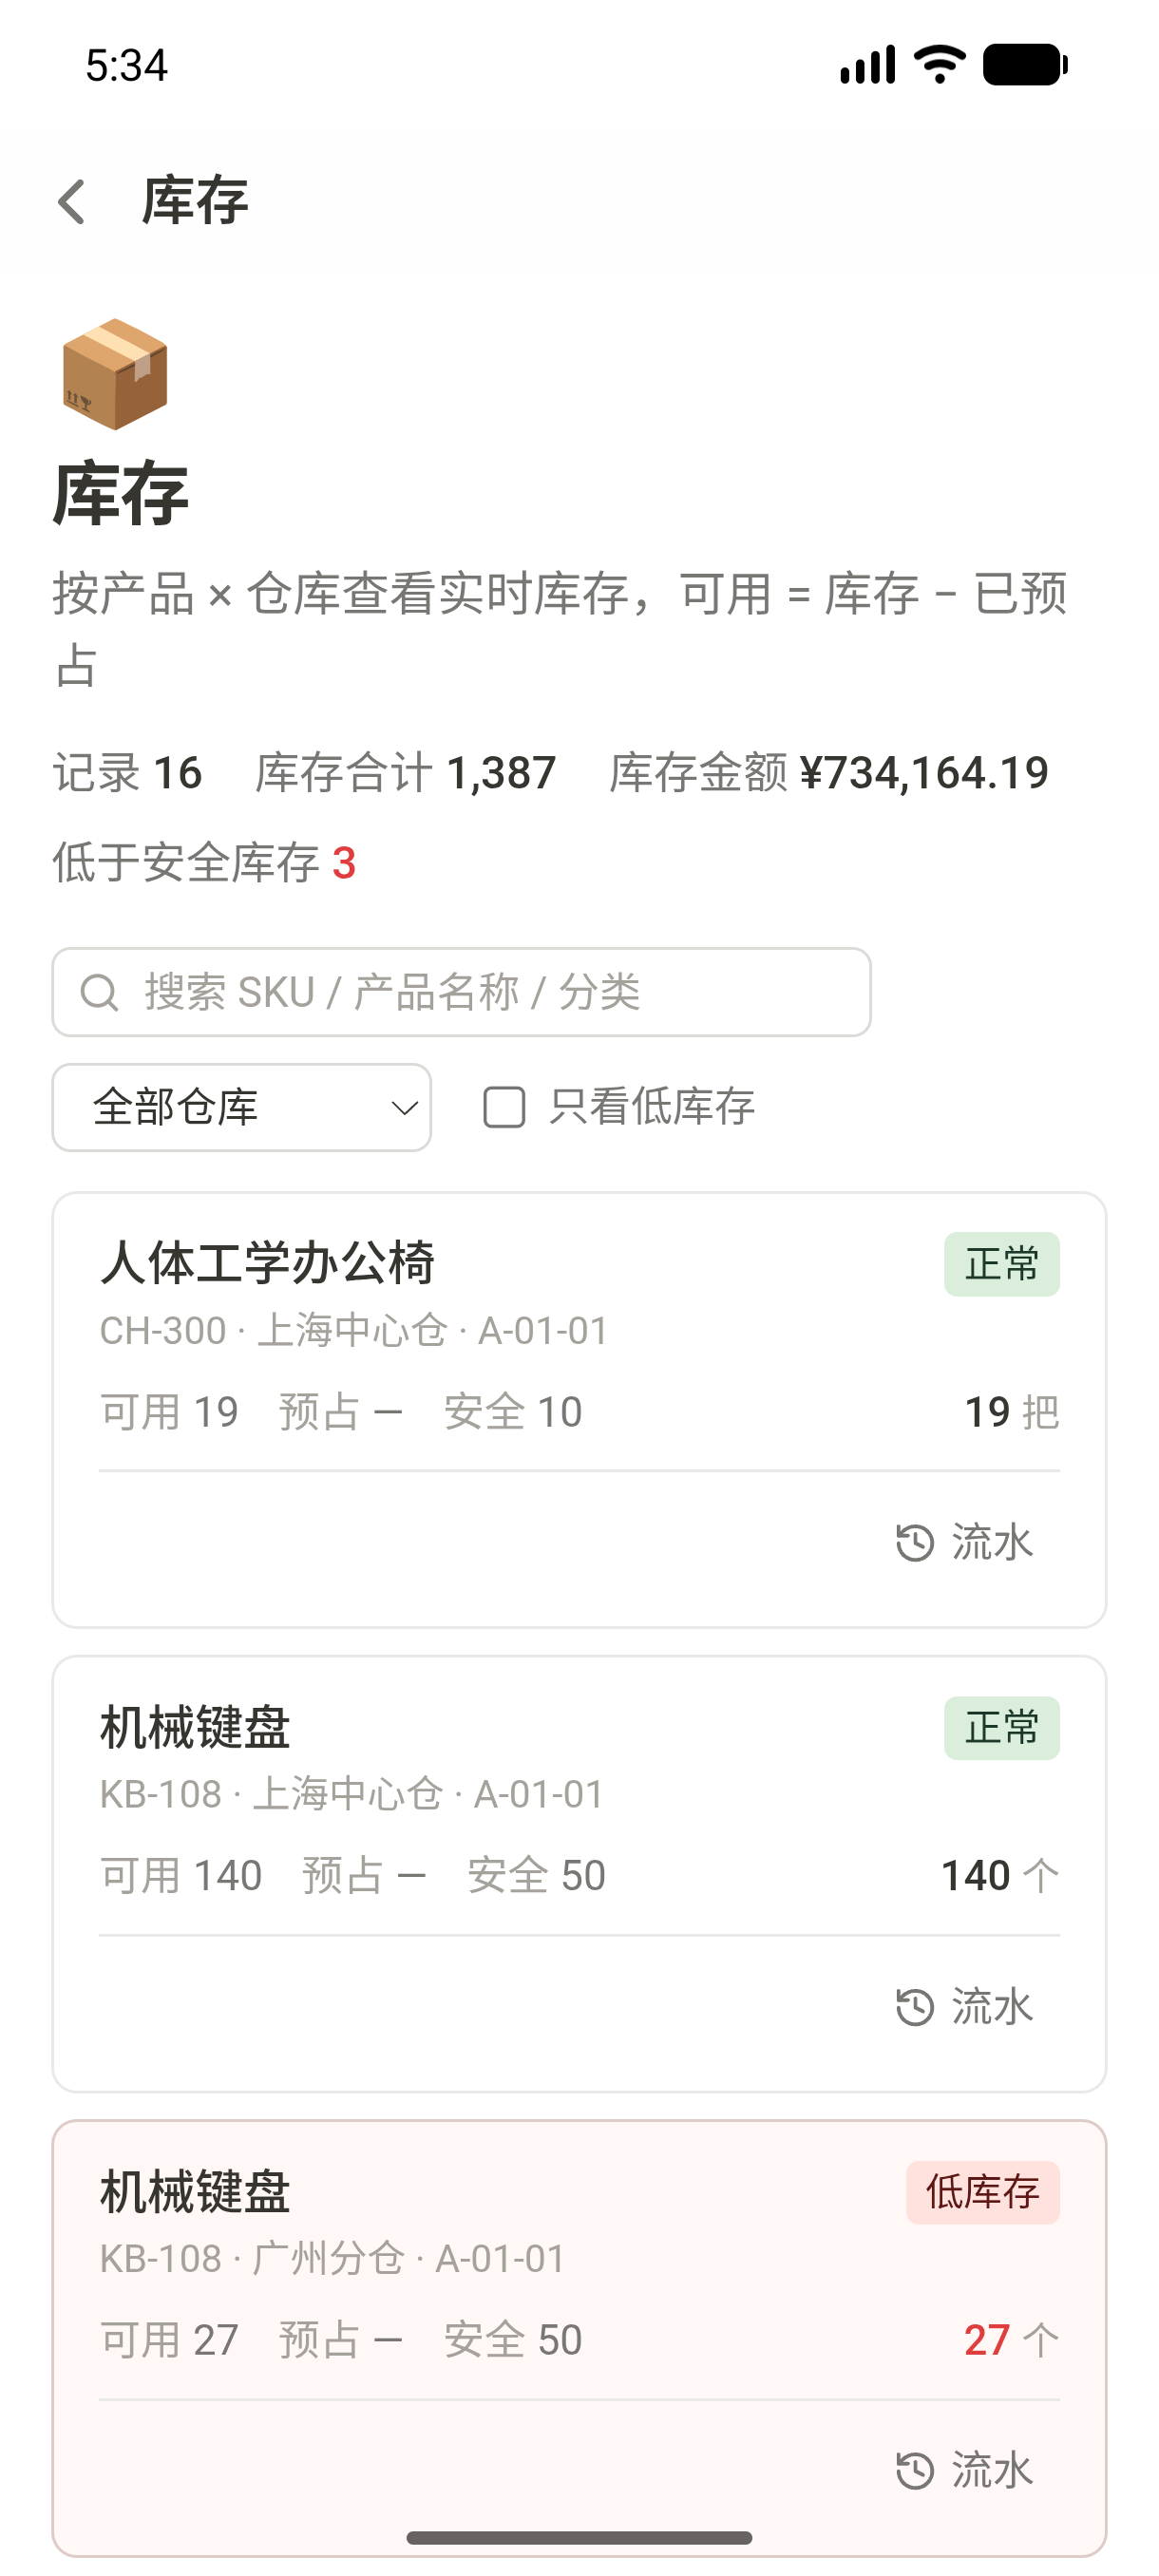 5:34
库存
库存
按产品 × 仓库查看实时库存，可用 = 库存 − 已预
占
记录 16 库存合计 1,387 库存金额 ¥734,164.19
低于安全库存 3
搜索 SKU / 产品名称 / 分类
全部仓库 只看低库存
人体工学办公椅 正常
CH-300 · 上海中心仓 · A-01-01
可用 19 预占 — 安全 10 19 把
流水
机械键盘 正常
KB-108 · 上海中心仓 · A-01-01
可用 140 预占 — 安全 50 140 个
流水
机械键盘 低库存
KB-108 · 广州分仓 · A-01-01
可用 27 预占 — 安全 50 27 个
流水